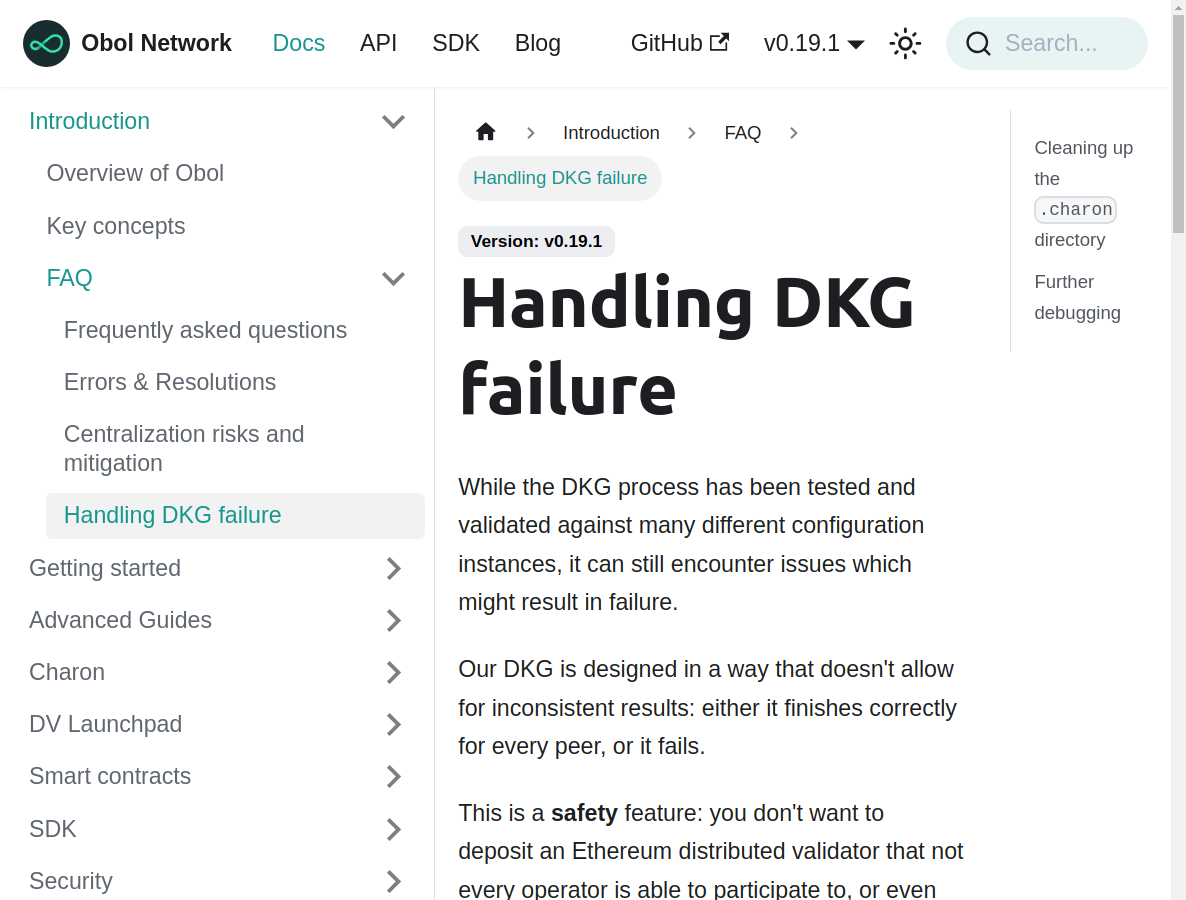 Obol Network Docs API SDK Blog GitHub v0.19.1 Search...
Introduction
Overview of Obol
Key concepts
FAQ
Frequently asked questions
Errors & Resolutions
Centralization risks and
mitigation
Handling DKG failure
Getting started
Advanced Guides
Charon
DV Launchpad
Smart contracts
SDK
Security
Introduction FAQ
Handling DKG failure
Version: v0.19.1
Handling DKG
failure
While the DKG process has been tested and
validated against many different configuration
instances, it can still encounter issues which
might result in failure.
Our DKG is designed in a way that doesn't allow
for inconsistent results: either it finishes correctly
for every peer, or it fails.
This is a safety feature: you don't want to
deposit an Ethereum distributed validator that not
every operator is able to participate to, or even
Cleaning up
the
.charon
directory
Further
debugging